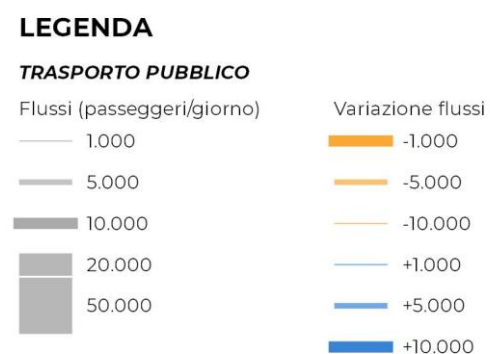 LEGENDA
TRASPORTO PUBBLICO
Flussi (passeggeri/giorno)
1.000
5.000
10.000
20.000
50.000
Variazione flussi
-1.000
-5.000
-10.000
+1.000
+5.000
+10.000